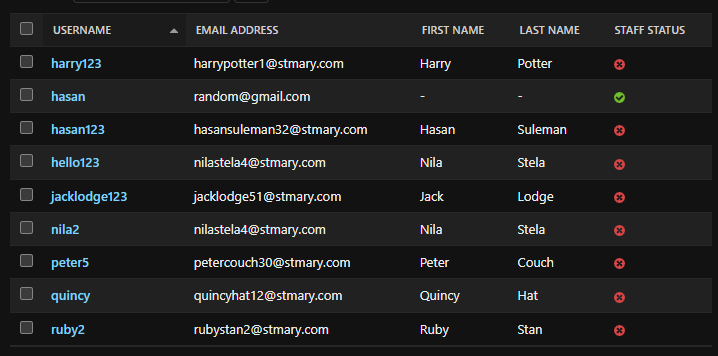 USERNAME EMAIL ADDRESS FIRST NAME LAST NAME STAFF STATUS
harry123 harrypotter1@stmary.com Harry Potter
hasan random@gmail.com - -
hasan123 hasansuleman32@stmary.com Hasan Suleman
hello123 nilastela4@stmary.com Nila Stela
jacklodge123 jacklodge51@stmary.com Jack Lodge
nila2 nilastela4@stmary.com Nila Stela
peter5 petercouch30@stmary.com Peter Couch
quincy quincyhat12@stmary.com Quincy Hat
ruby2 rubystan2@stmary.com Ruby Stan